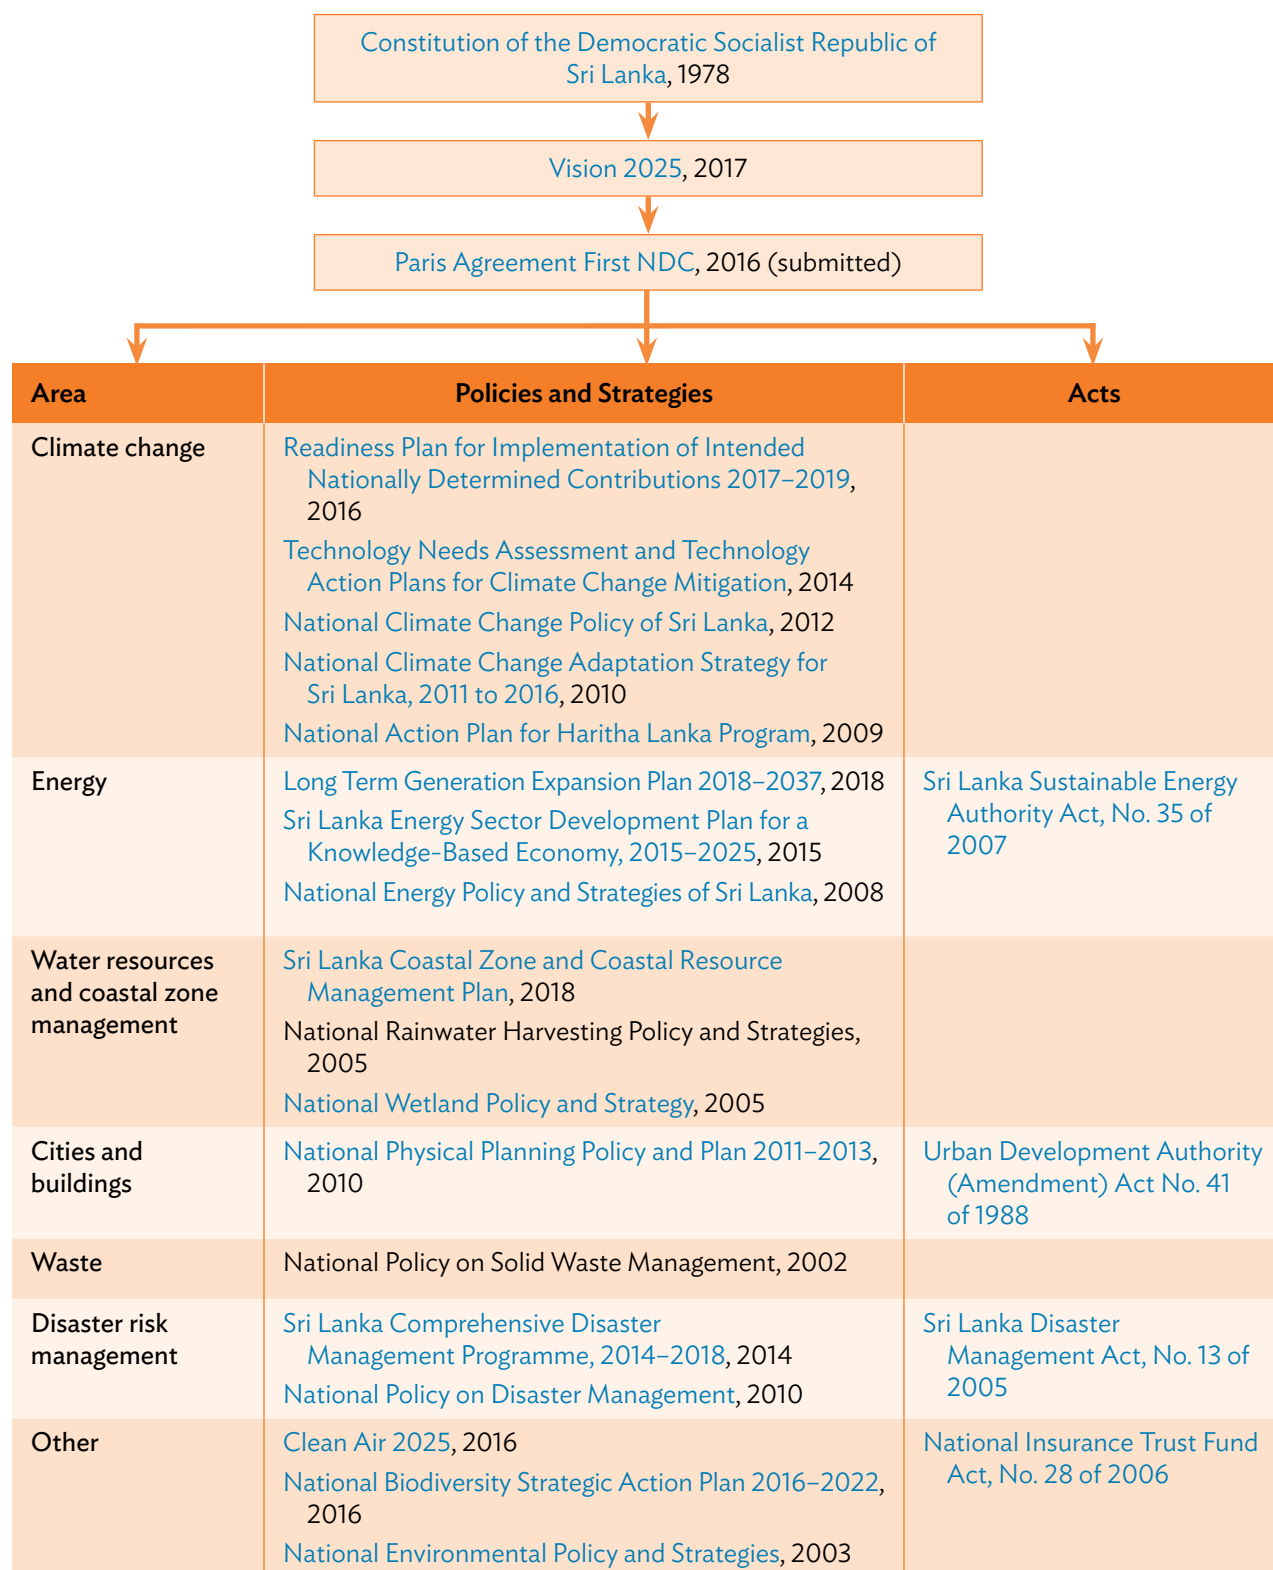 Constitution of the Democratic Socialist Republic of
Sri Lanka, 1978
Vision 2025, 2017
Paris Agreement First NDC, 2016 (submitted)
Area
Policies and Strategies
Acts
Climate change
Readiness Plan for Implementation of Intended
Nationally Determined Contributions 2017–2019,
2016
Technology Needs Assessment and Technology
Action Plans for Climate Change Mitigation, 2014
National Climate Change Policy of Sri Lanka, 2012
National Climate Change Adaptation Strategy for
Sri Lanka, 2011 to 2016, 2010
National Action Plan for Haritha Lanka Program, 2009
Energy
Long Term Generation Expansion Plan 2018–2037, 2018
Sri Lanka Energy Sector Development Plan for a
Knowledge-Based Economy, 2015–2025, 2015
National Energy Policy and Strategies of Sri Lanka, 2008
Sri Lanka Sustainable Energy
Authority Act, No. 35 of
2007
Water resources
and coastal zone
management
Sri Lanka Coastal Zone and Coastal Resource
Management Plan, 2018
National Rainwater Harvesting Policy and Strategies,
2005
National Wetland Policy and Strategy, 2005
Cities and
buildings
National Physical Planning Policy and Plan 2011–2013,
2010
Urban Development Authority
(Amendment) Act No. 41
of 1988
Waste
National Policy on Solid Waste Management, 2002
Disaster risk
management
Sri Lanka Comprehensive Disaster
Management Programme, 2014–2018, 2014
National Policy on Disaster Management, 2010
Sri Lanka Disaster
Management Act, No. 13 of
2005
Other
Clean Air 2025, 2016
National Biodiversity Strategic Action Plan 2016–2022,
2016
National Environmental Policy and Strategies, 2003
National Insurance Trust Fund
Act, No. 28 of 2006